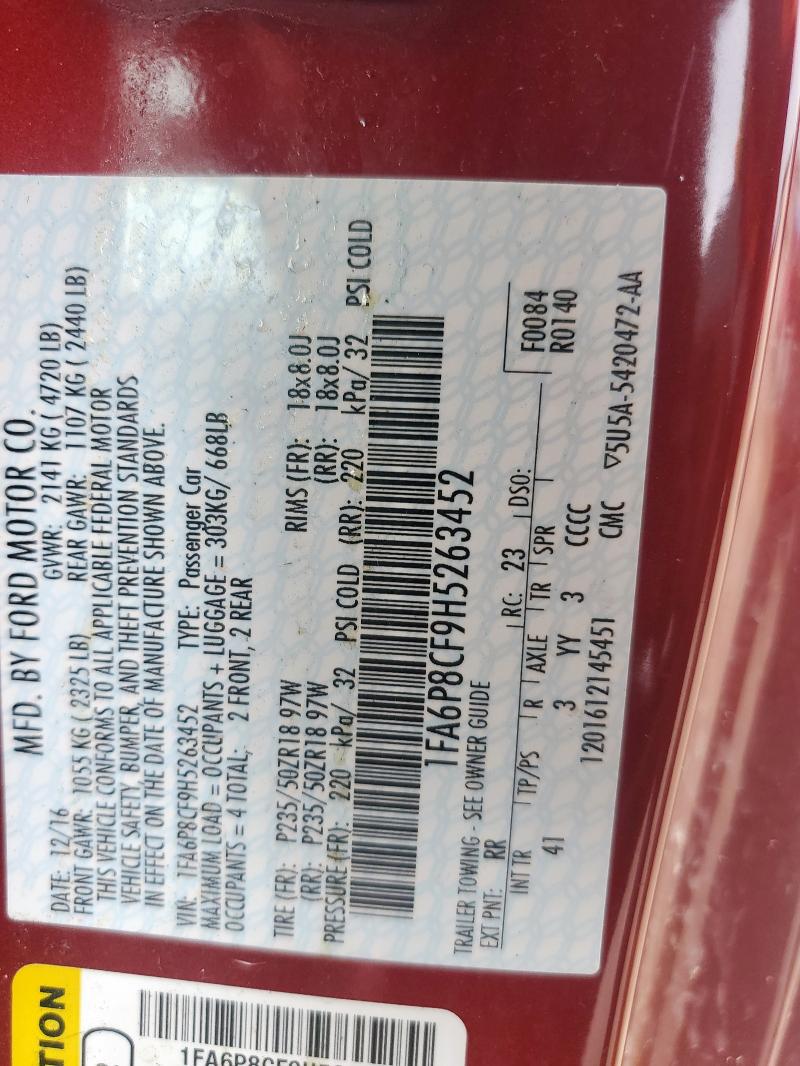 MFD. BY FORD MOTOR CO.
DATE: 12/16 GVWR: 2141 KG ( 4720 LB)
FRONT GAWR: 1055 KG ( 2325 LB) REAR GAWR: 1107 KG ( 2440 LB)
THIS VEHICLE CONFORMS TO ALL APPLICABLE FEDERAL MOTOR
VEHICLE SAFETY, BUMPER, AND THEFT PREVENTION STANDARDS
IN EFFECT ON THE DATE OF MANUFACTURE SHOWN ABOVE.
VIN: 1FA6P8CF9H5263452 TYPE: Passenger Car
MAXIMUM LOAD = OCCUPANTS + LUGGAGE = 303KG/ 668LB
OCCUPANTS = 4 TOTAL: 2 FRONT, 2 REAR
TIRE (FR): P235/50ZR18 97W RIMS (FR): 18x8.0J
(RR): P235/50ZR18 97W (RR): 18x8.0J
PRESSURE (FR): 220 kPa/ 32 PSI COLD (RR): 220 kPa/ 32 PSI COLD
1FA6P8CF9H5263452
TRAILER TOWING - SEE OWNER GUIDE
EXT PNT: RR RC: 23 DSO: F0084
INT TR TP/PS R AXLE TR SPR R0140
41 3 YY 3 CCCC
1201612145451 CMC ▽5U5A-5420472-AA
TION
1FA6P8CF9H5